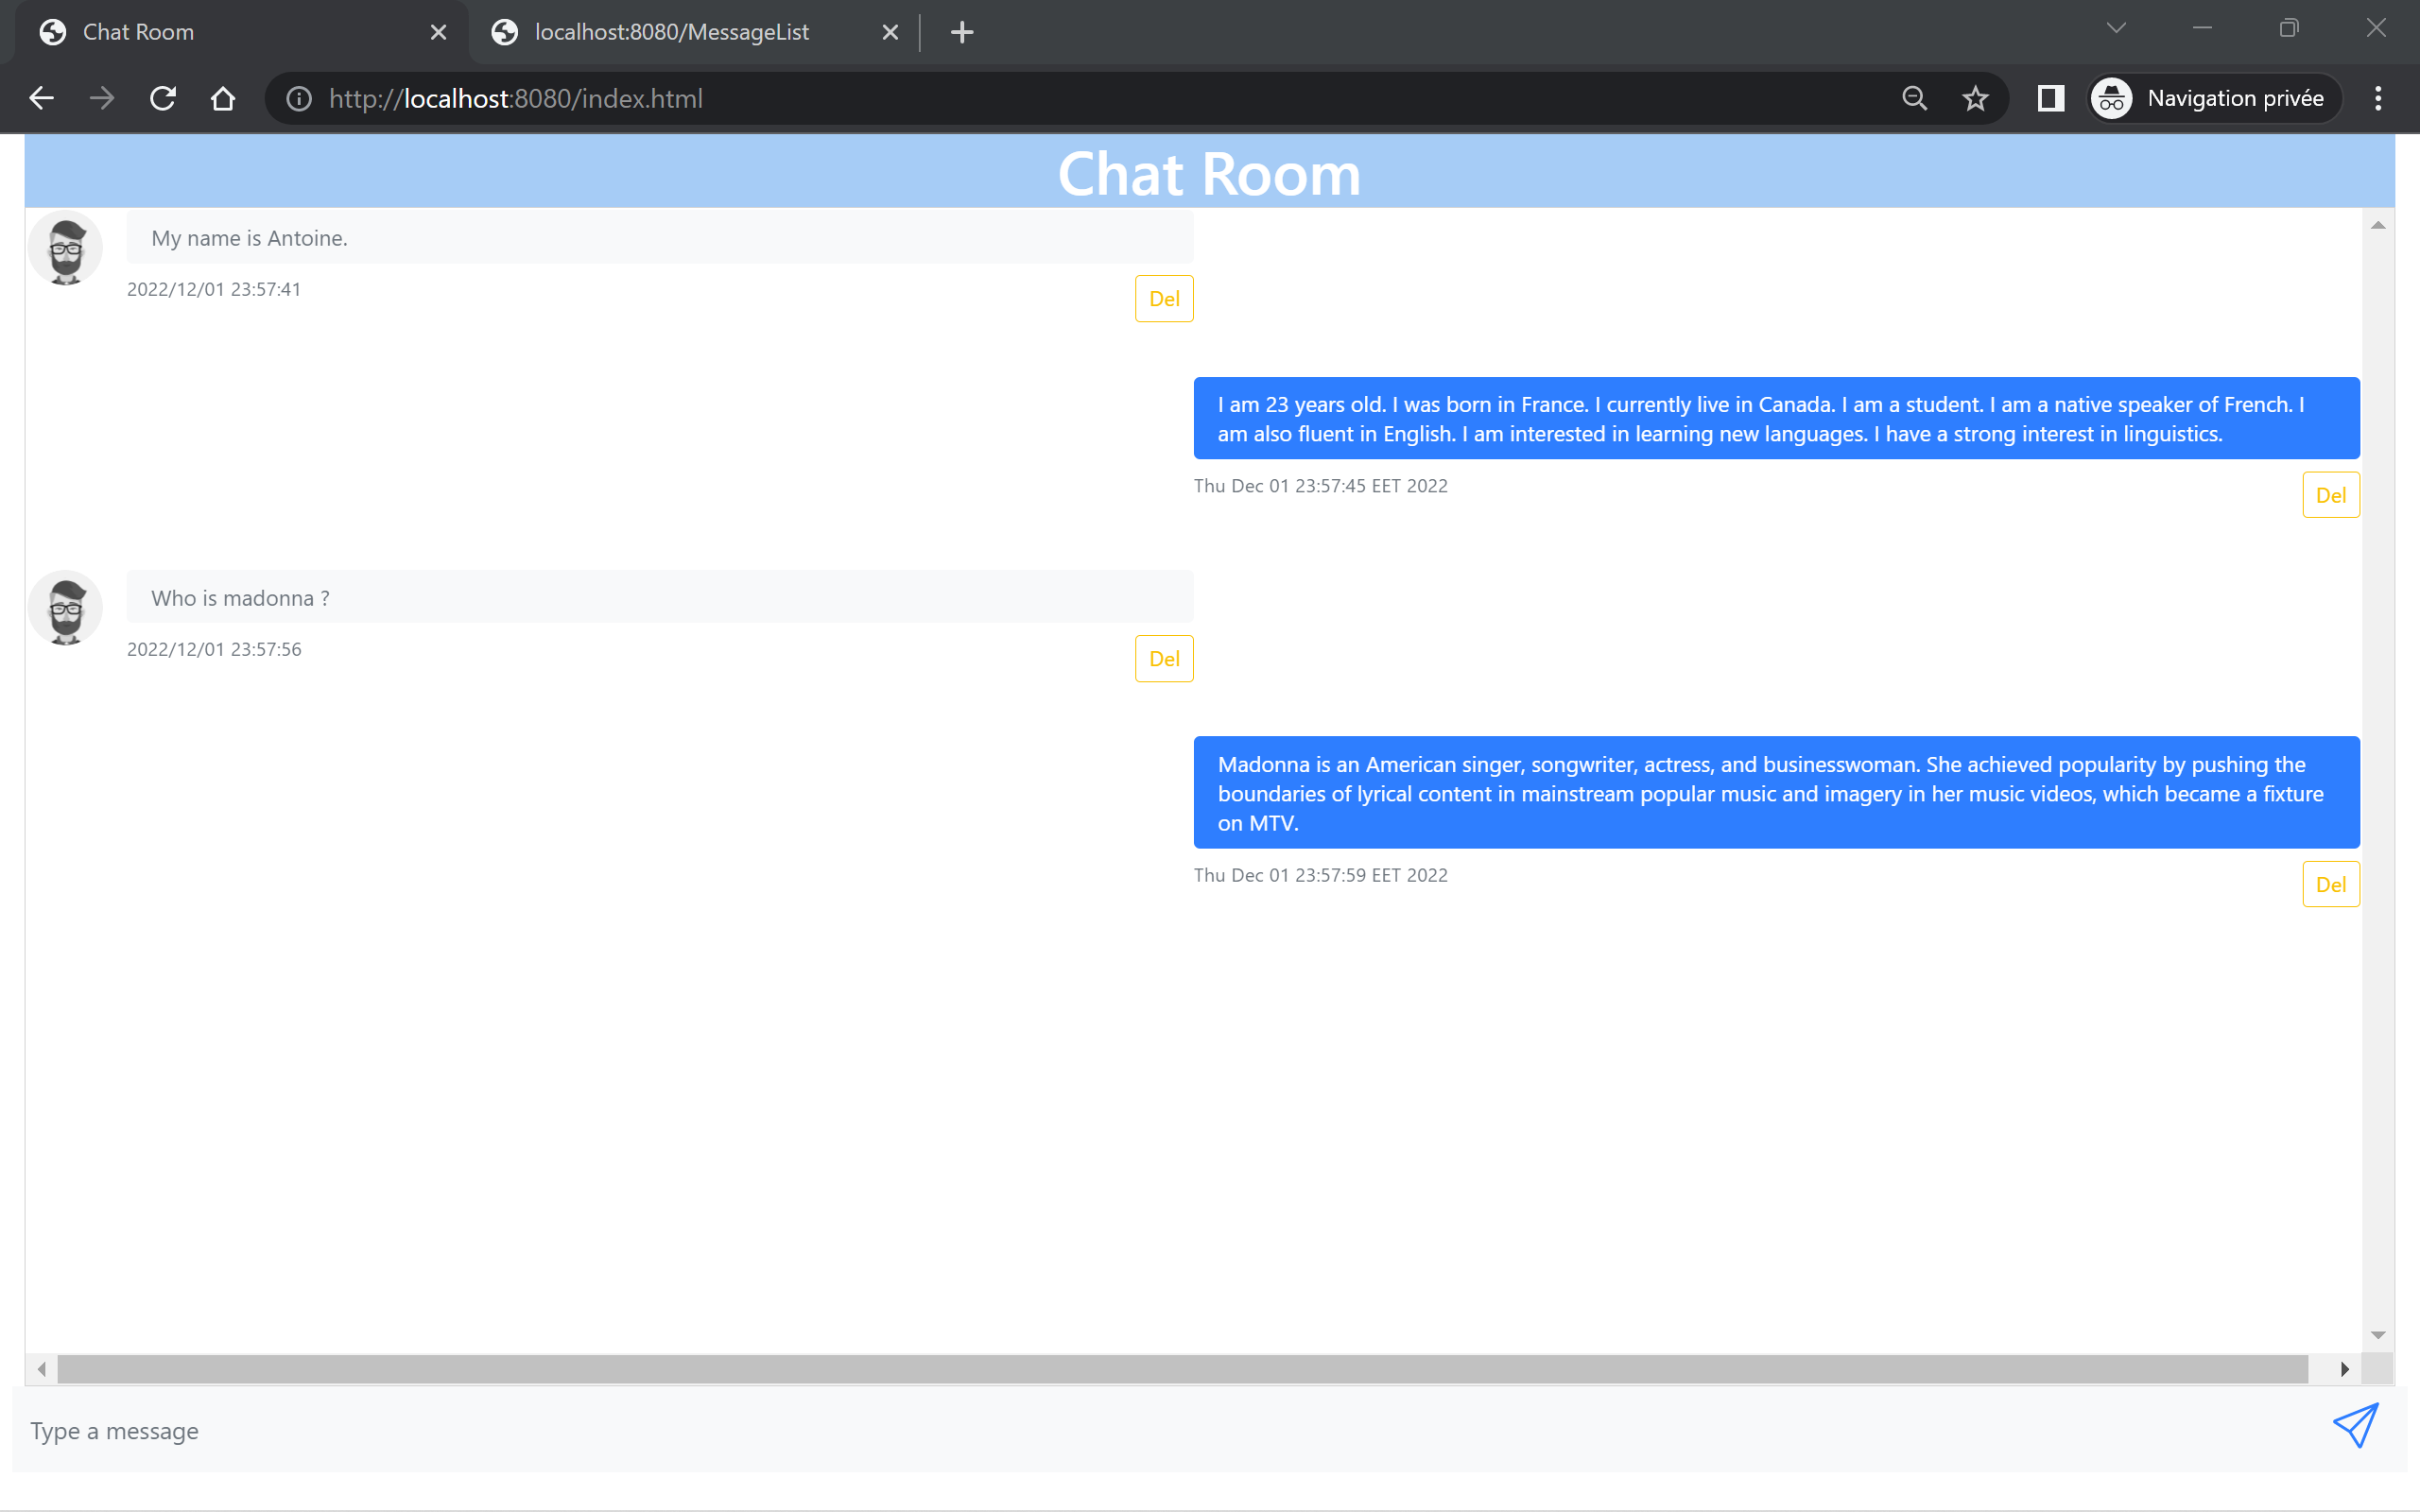 Chat Room
localhost:8080/MessageList
http://localhost:8080/index.html
Navigation privée
Chat Room
My name is Antoine.
2022/12/01 23:57:41
Del
I am 23 years old. I was born in France. I currently live in Canada. I am a student. I am a native speaker of French. I
am also fluent in English. I am interested in learning new languages. I have a strong interest in linguistics.
Thu Dec 01 23:57:45 EET 2022
Del
Who is madonna ?
2022/12/01 23:57:56
Del
Madonna is an American singer, songwriter, actress, and businesswoman. She achieved popularity by pushing the
boundaries of lyrical content in mainstream popular music and imagery in her music videos, which became a fixture
on MTV.
Thu Dec 01 23:57:59 EET 2022
Del
Type a message